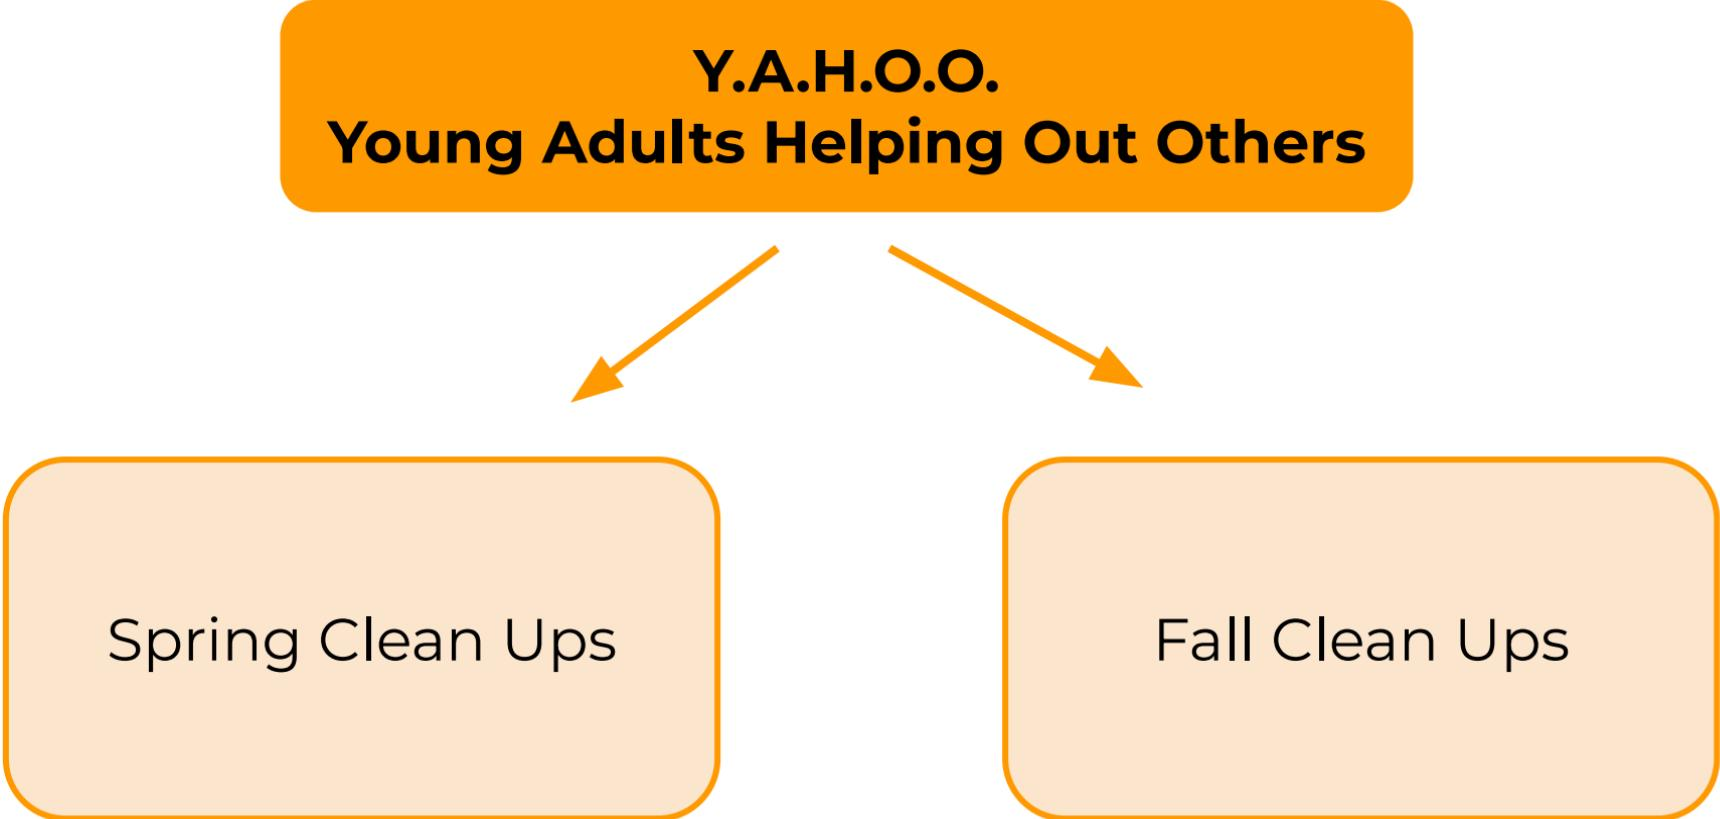 Y.A.H.O.O.
Young Adults Helping Out Others
Spring Clean Ups
Fall Clean Ups